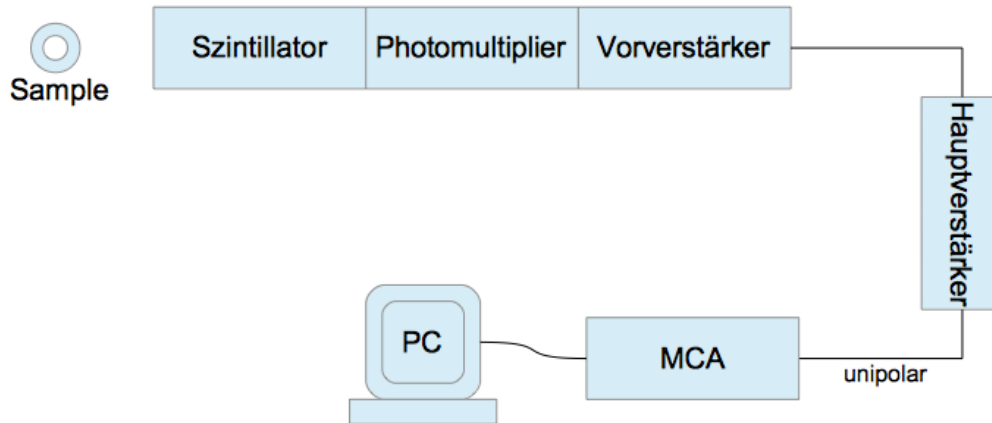 Sample
Szintillator
Photomultiplier
Vorverstärker
Hauptverstärker
PC
MCA
unipolar